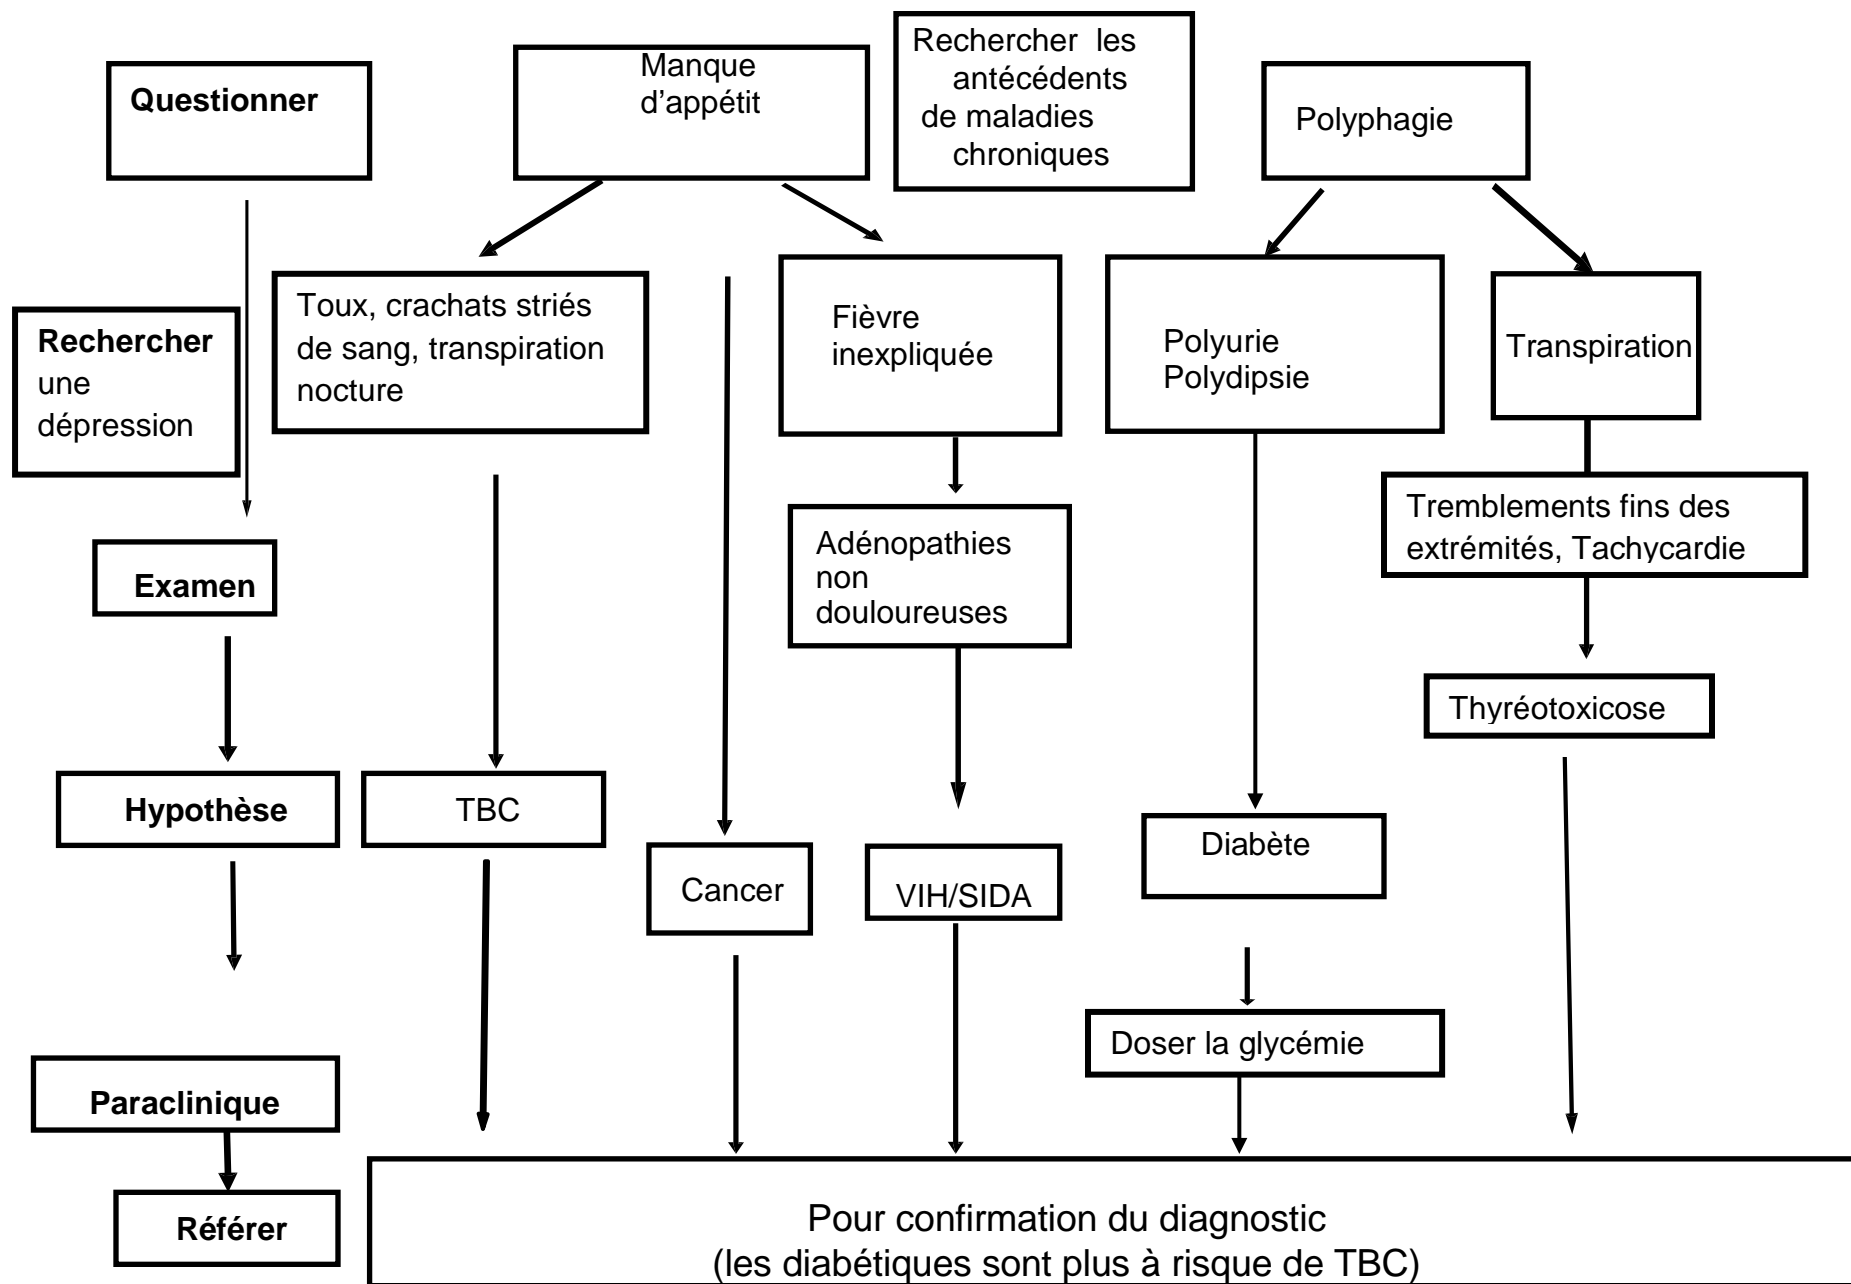 Questionner
Manque
d'appétit
Rechercher les
antécédents
de maladies
chroniques
Polyphagie
Rechercher
une
dépression
Toux, crachats striés
de sang, transpiration
nocture
Fièvre
inexpliquée
Polyurie
Polydipsie
Transpiration
Examen
Adénopathies
non
douloureuses
Tremblements fins des
extrémités, Tachycardie
Thyréotoxicose
Hypothèse
TBC
Cancer
VIH/SIDA
Diabète
Doser la glycémie
Paraclinique
Référer
Pour confirmation du diagnostic
(les diabétiques sont plus à risque de TBC)